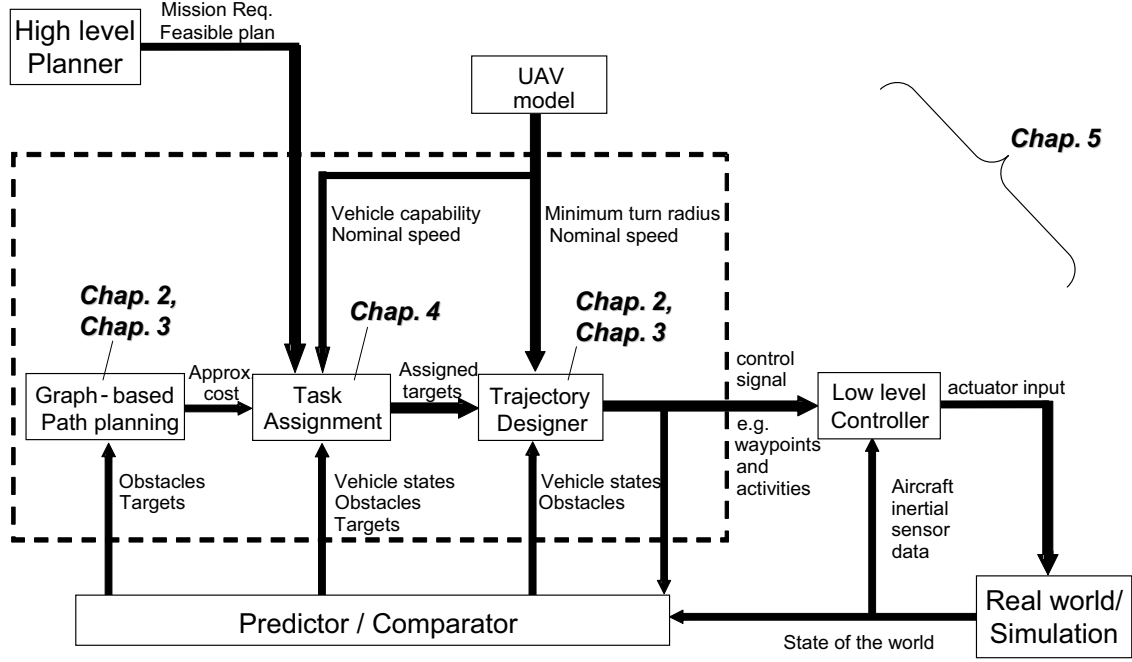 Mission Req.
Feasible plan
High level
Planner
UAV
model
Chap. 5
Vehicle capability
Nominal speed
Minimum turn radius
Nominal speed
Chap. 2,
Chap. 3
Chap. 4
Chap. 2,
Chap. 3
Graph-based
Path planning
Approx
cost
Task
Assignment
Assigned
targets
Trajectory
Designer
control
signal
e.g.
waypoints
and
activities
Low level
Controller
actuator input
Obstacles
Targets
Vehicle states
Obstacles
Targets
Vehicle states
Obstacles
Aircraft
inertial
sensor
data
Predictor / Comparator
State of the world
Real world/
Simulation